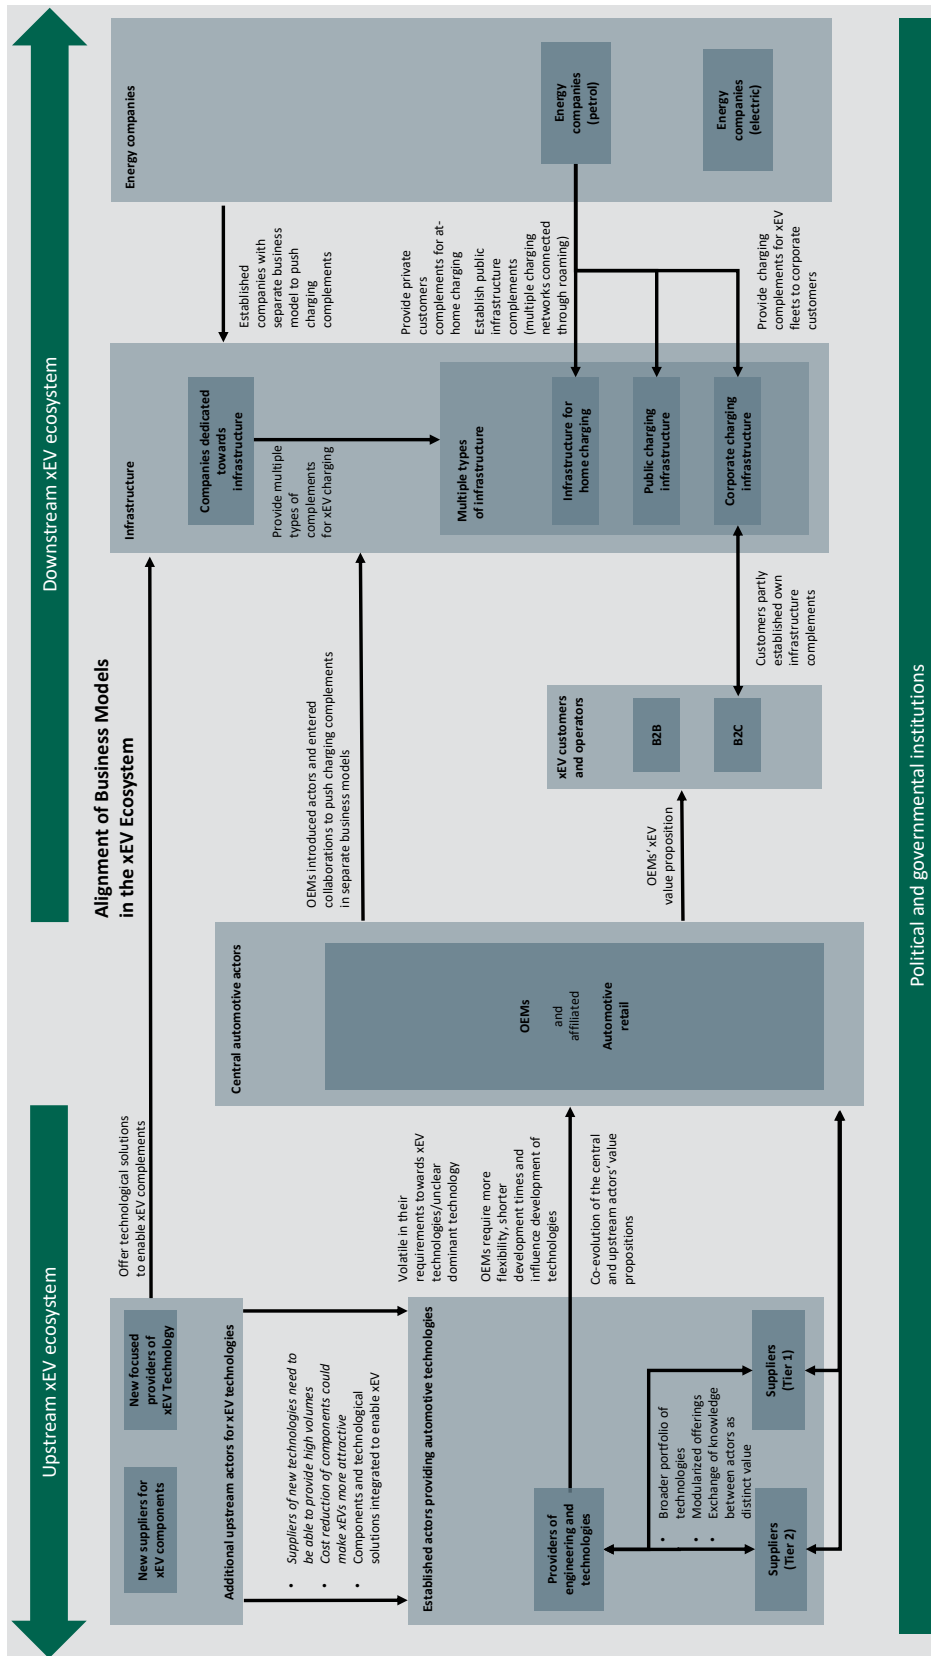 Upstream xEV ecosystem
Downstream xEV ecosystem
Alignment of Business Models
in the xEV Ecosystem
New suppliers for
xEV components
New focused
providers of
xEV Technology
Additional upstream actors for xEV technologies
Offer technological solutions
to enable xEV complements
• Suppliers of new technologies need to
be able to provide high volumes
• Cost reduction of components could
make xEVs more attractive
• Components and technological
solutions integrated to enable xEV
Established actors providing automotive technologies
Providers of
engineering and
technologies
• Broader portfolio of
technologies
• Modularized offerings
• Exchange of knowledge
between actors as
distinct value
Suppliers
(Tier 2)
Suppliers
(Tier 1)
Volatile in their
requirements towards xEV
technologies/unclear
dominant technology
OEMs require more
flexibility, shorter
development times and
influence development of
technologies
Co-evolution of the central
and upstream actors‘ value
propositions
Central automotive actors
OEMs
and
affiliated
Automotive
retail
OEMs introduced actors and entered
collaborations to push charging complements
in separate business models
OEMs‘ xEV
value proposition
xEV customers
and operators
B2B
B2C
Customers partly
established own
infrastructure
complements
Infrastructure
Companies dedicated
towards
infrastructure
Provide multiple
types of
complements
for xEV charging
Multiple types
of infrastructure
Infrastructure for
home charging
Public charging
infrastructure
Corporate charging
infrastructure
Established
companies with
separate business
model to push
charging
complements
Provide private
customers
complements for at-
home charging
Establish public
infrastructure
complements
(multiple charging
networks connected
through roaming)
Provide charging
complements for xEV
fleets to corporate
customers
Energy companies
Energy
companies
(petrol)
Energy
companies
(electric)
Political and governmental institutions